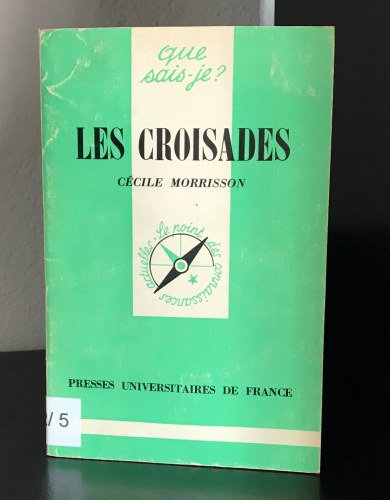 que
sais-je?
LES CROISADES
CÉCILE MORRISSON
Le point des connaissances actuelles
PRESSES UNIVERSITAIRES DE FRANCE
/ 5